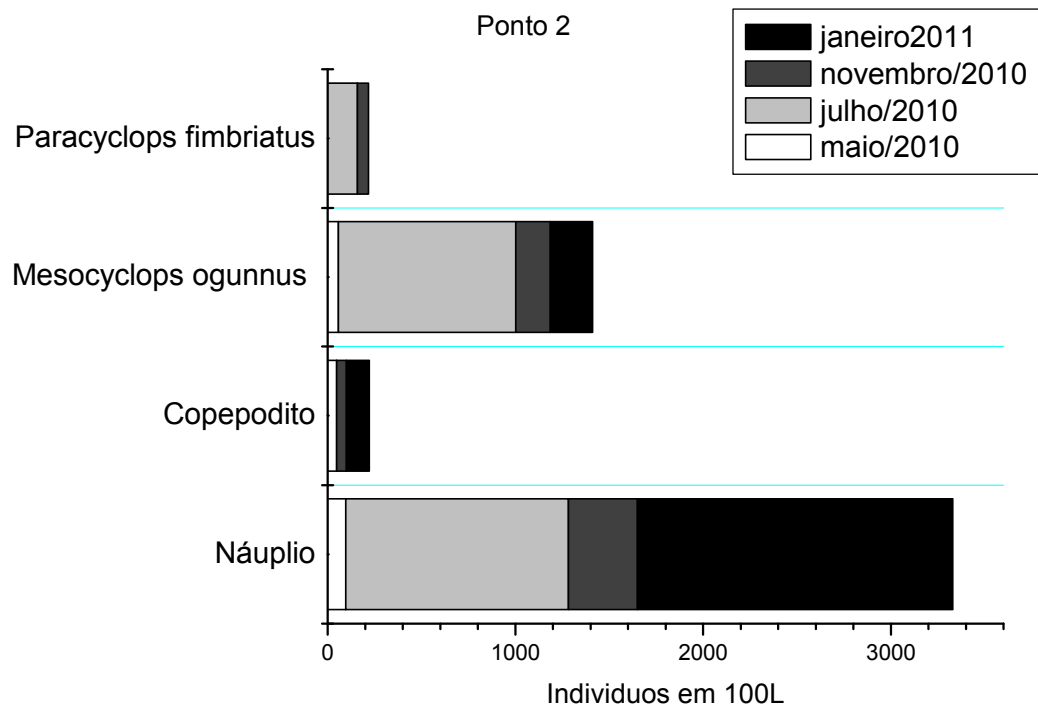 Ponto 2
janeiro2011
novembro/2010
julho/2010
maio/2010
Paracyclops fimbriatus
Mesocyclops ogunnus
Copepodito
Náuplio
0 1000 2000 3000
Individuos em 100L